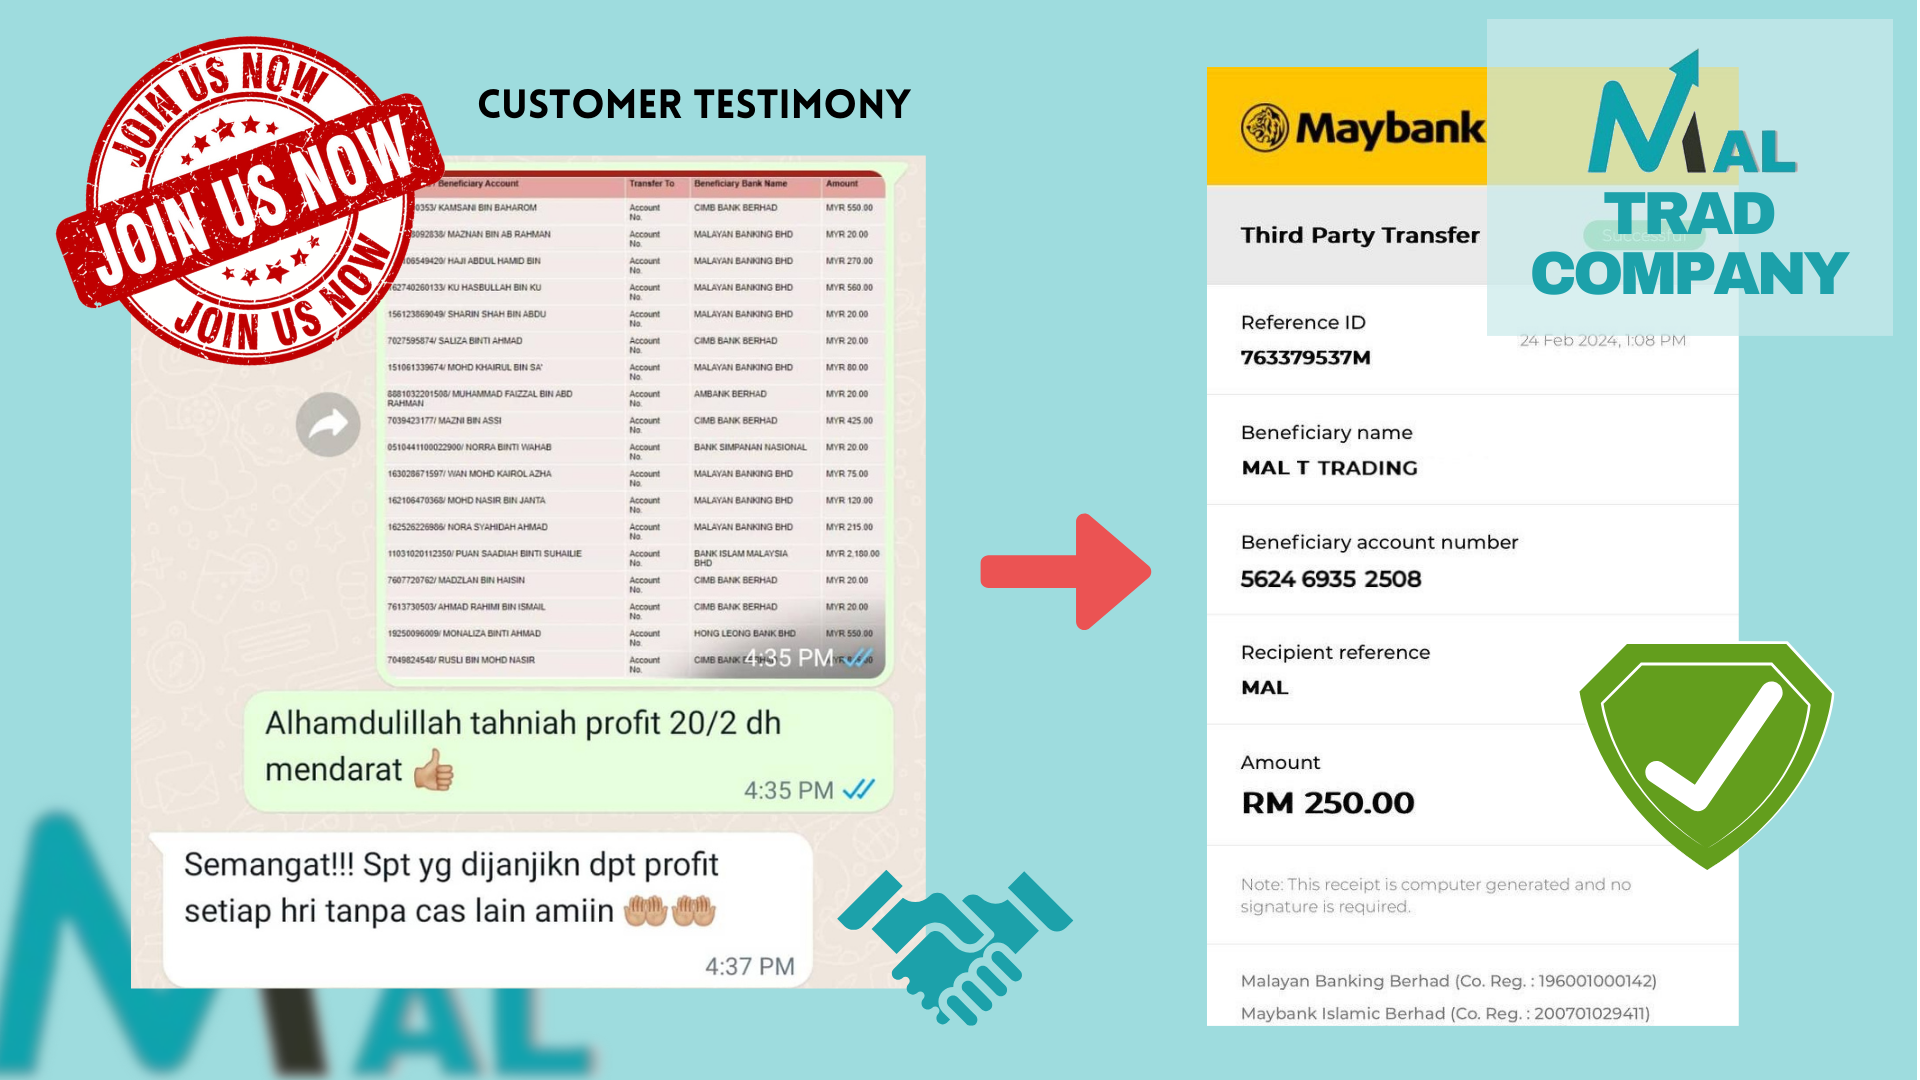 JOIN US NOW
JOIN US NOW
JOIN US NOW
CUSTOMER TESTIMONY
Beneficiary Account Transfer To Beneficiary Bank Name Amount
KAMSANI BIN BAHAROM Account No. CIMB BANK BERHAD MYR 550.00
MAZNAN BIN AB RAHMAN Account No. MALAYAN BANKING BHD MYR 20.00
HAJI ABDUL HAMID BIN Account No. MALAYAN BANKING BHD MYR 270.00
KU HASBULLAH BIN KU Account No. MALAYAN BANKING BHD MYR 560.00
156123869049/ SHARIN SHAH BIN ABDU Account No. MALAYAN BANKING BHD MYR 20.00
7027595874/ SALIZA BINTI AHMAD Account No. CIMB BANK BERHAD MYR 20.00
151061339674/ MOHD KHAIRUL BIN SA' Account No. MALAYAN BANKING BHD MYR 80.00
8881032201508/ MUHAMMAD FAIZZAL BIN ABD RAHMAN Account No. AMBANK BERHAD MYR 20.00
7039423177/ MAZNI BIN ASSI Account No. CIMB BANK BERHAD MYR 425.00
0510441100022900/ NORRA BINTI WAHAB Account No. BANK SIMPANAN NASIONAL MYR 20.00
163028671597/ WAN MOHD KAIROL AZHA Account No. MALAYAN BANKING BHD MYR 75.00
162106470368/ MOHD NASIR BIN JANTA Account No. MALAYAN BANKING BHD MYR 120.00
162526226986/ NORA SYAHIDAH AHMAD Account No. MALAYAN BANKING BHD MYR 215.00
11031020112350/ PUAN SAADIAH BINTI SUHAILIE Account No. BANK ISLAM MALAYSIA BHD MYR 2,180.00
7607720762/ MADZLAN BIN HAISIN Account No. CIMB BANK BERHAD MYR 20.00
7613730503/ AHMAD RAHIMI BIN ISMAIL Account No. CIMB BANK BERHAD MYR 20.00
19250096009/ MONALIZA BINTI AHMAD Account No. HONG LEONG BANK BHD MYR 550.00
7049824548/ RUSLI BIN MOHD NASIR Account No. CIMB BANK
4:35 PM
Alhamdulillah tahniah profit 20/2 dh
mendarat 👍🏼
4:35 PM
Semangat!!! Spt yg dijanjikn dpt profit
setiap hri tanpa cas lain amiin 🤲🏼🤲🏼
4:37 PM
MAL
Maybank
MAL
TRAD
COMPANY
Third Party Transfer
Successful
Reference ID
763379537M
24 Feb 2024, 1:08 PM
Beneficiary name
MAL T TRADING
Beneficiary account number
5624 6935 2508
Recipient reference
MAL
Amount
RM 250.00
Note: This receipt is computer generated and no
signature is required.
Malayan Banking Berhad (Co. Reg. : 196001000142)
Maybank Islamic Berhad (Co. Reg. : 200701029411)